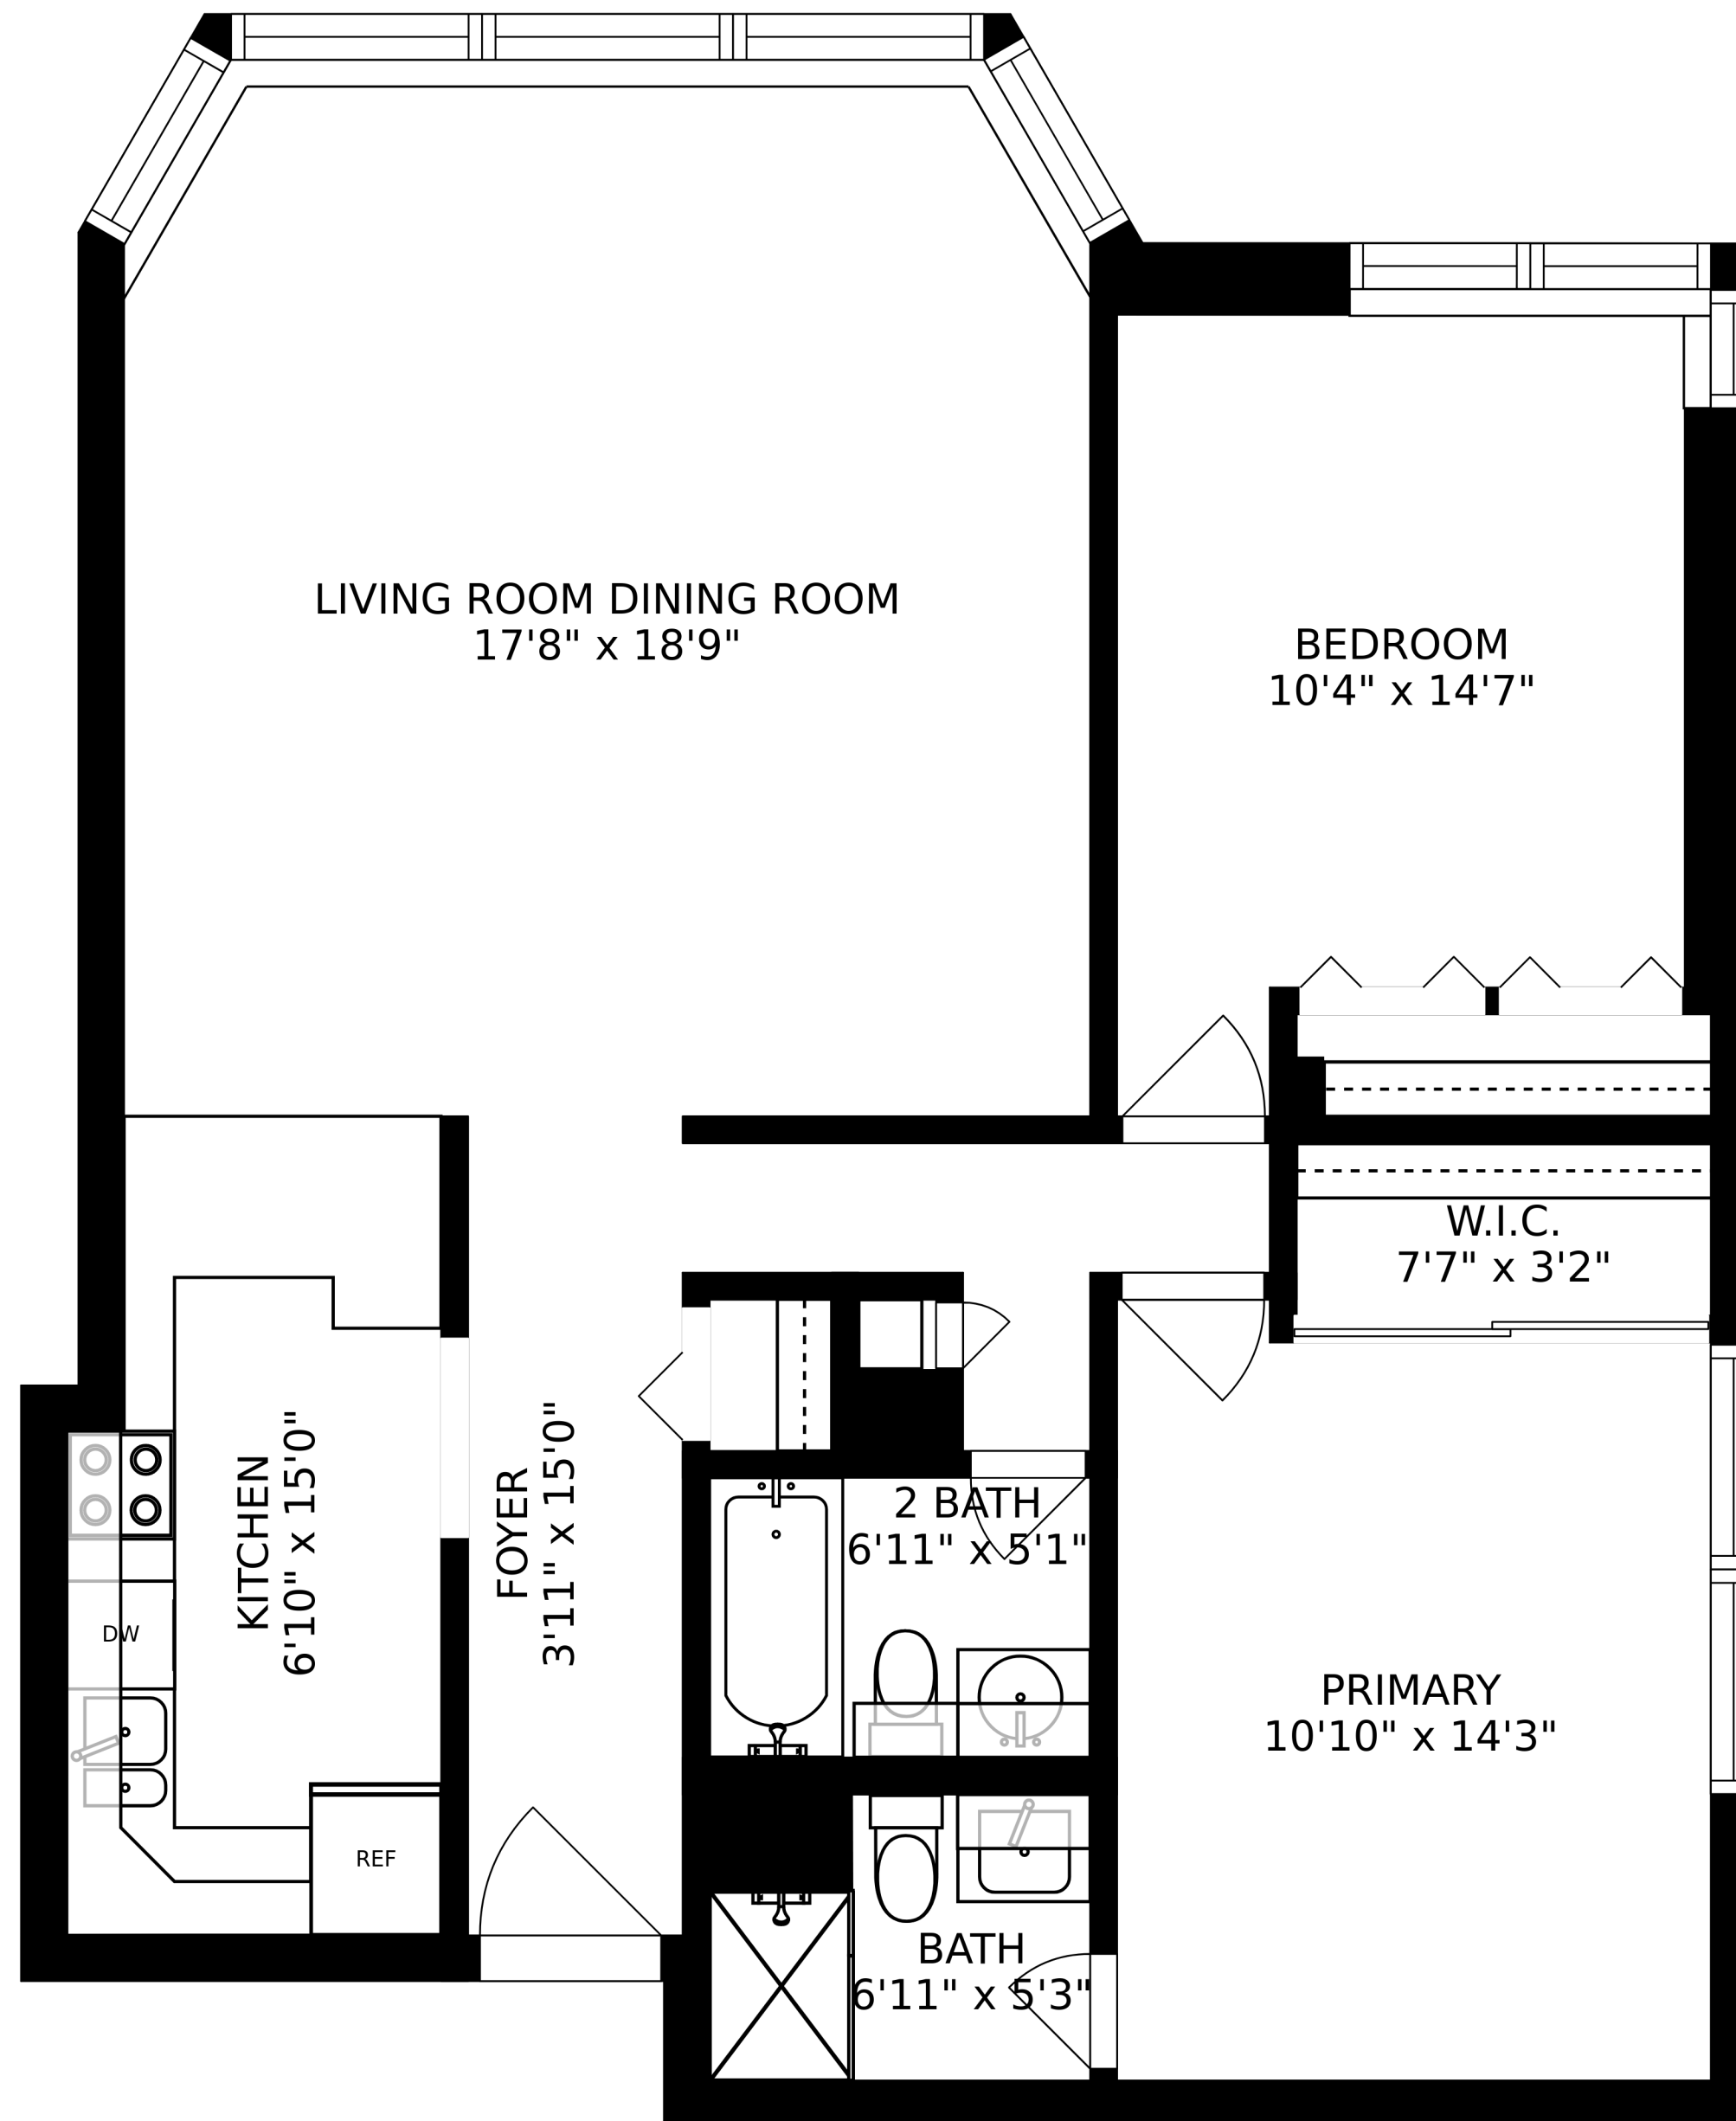 LIVING ROOM DINING ROOM
17'8" x 18'9"
BEDROOM
10'4" x 14'7"
W.I.C.
7'7" x 3'2"
KITCHEN
6'10" x 15'0"
FOYER
3'11" x 15'0"
2 BATH
6'11" x 5'1"
DW
PRIMARY
10'10" x 14'3"
REF
BATH
6'11" x 5'3"